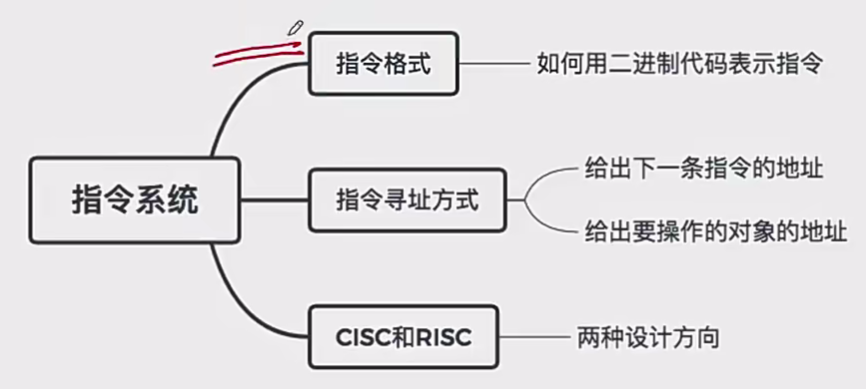 指令格式
如何用二进制代码表示指令
指令系统
指令寻址方式
给出下一条指令的地址
给出要操作的对象的地址
CISC和RISC
两种设计方向